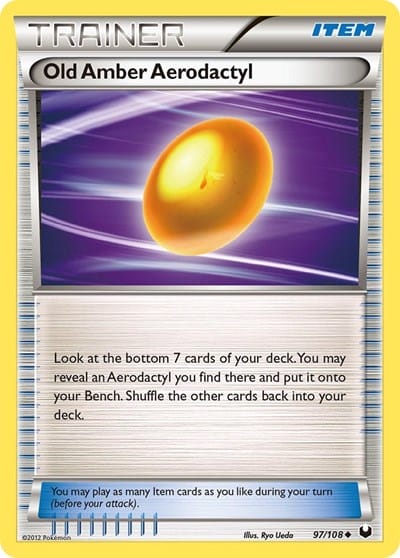 TRAINER
ITEM
Old Amber Aerodactyl
Look at the bottom 7 cards of your deck. You may
reveal an Aerodactyl you find there and put it onto
your Bench. Shuffle the other cards back into your
deck.
You may play as many Item cards as you like during your turn
(before your attack).
©2012 Pokémon
Illus. Ryo Ueda
97/108